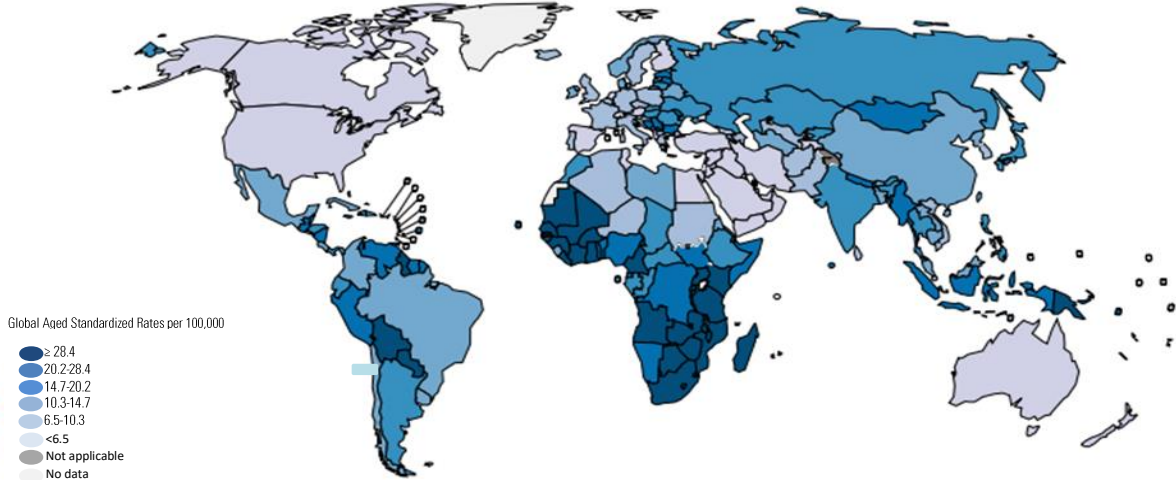 Global Aged Standardized Rates per 100,000
≥ 28.4
20.2-28.4
14.7-20.2
10.3-14.7
6.5-10.3
<6.5
Not applicable
No data